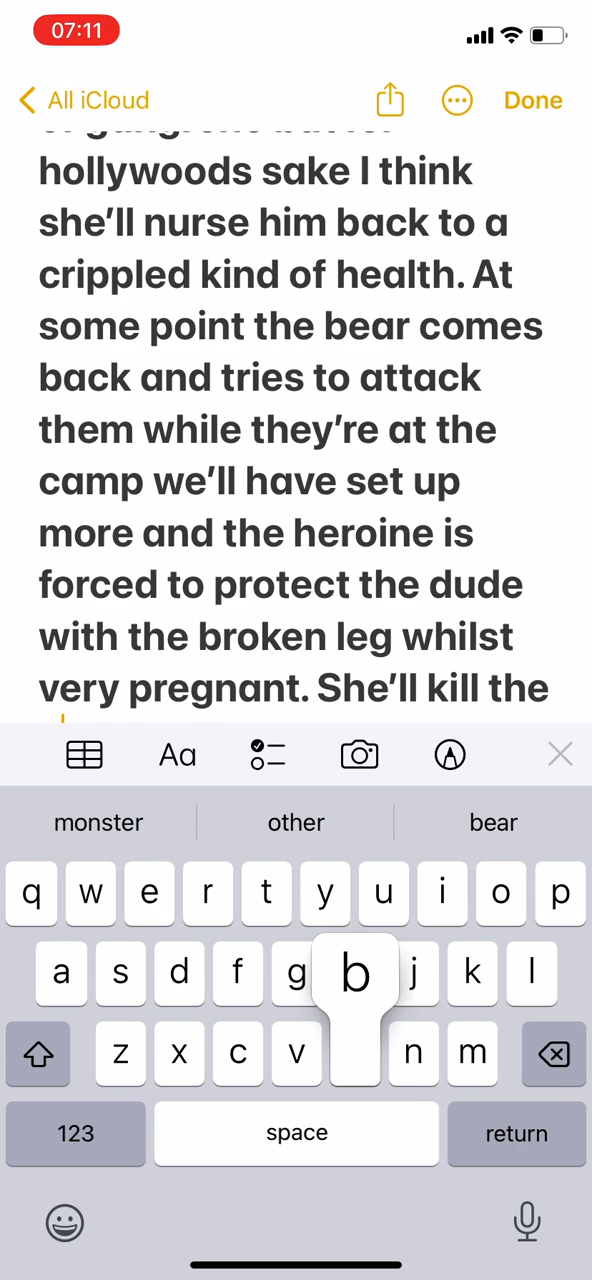 07:11
All iCloud
Done
hollywoods sake I think
she'll nurse him back to a
crippled kind of health. At
some point the bear comes
back and tries to attack
them while they're at the
camp we'll have set up
more and the heroine is
forced to protect the dude
with the broken leg whilst
very pregnant. She'll kill the
Aa
monster other bear
q w e r t y u i o p
a s d f g b j k l
z x c v n m
123 space return